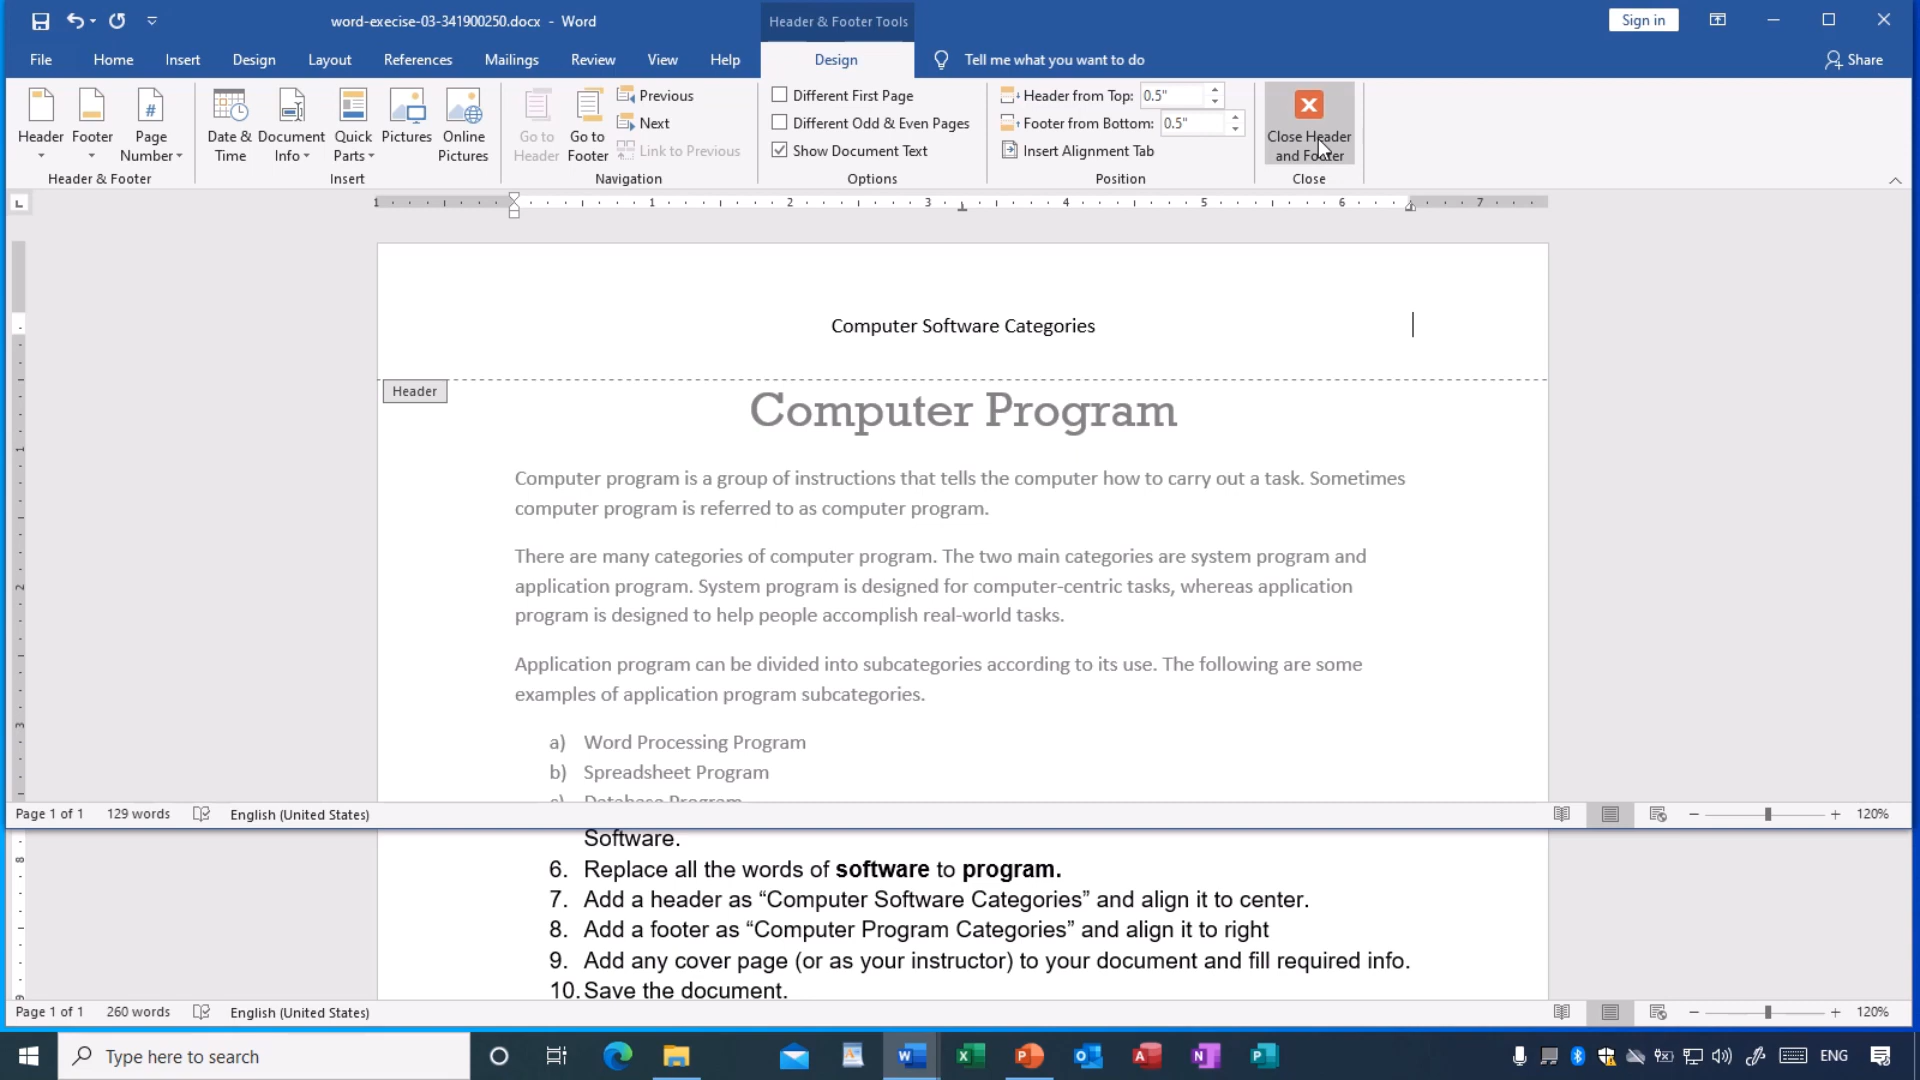 word-execise-03-341900250.docx - Word
Header & Footer Tools
Sign in
File Home Insert Design Layout References Mailings Review View Help Design Tell me what you want to do Share
Header Footer Page Number
Header & Footer
Date & Time Document Info Quick Parts Pictures Online Pictures
Insert
Go to Header Go to Footer
Previous
Next
Link to Previous
Navigation
Different First Page
Different Odd & Even Pages
Show Document Text
Options
Header from Top: 0.5"
Footer from Bottom: 0.5"
Insert Alignment Tab
Position
Close Header and Footer
Close
1 1 2 3 4 5 6 7
Computer Software Categories
Header
Computer Program
Computer program is a group of instructions that tells the computer how to carry out a task. Sometimes
computer program is referred to as computer program.
There are many categories of computer program. The two main categories are system program and
application program. System program is designed for computer-centric tasks, whereas application
program is designed to help people accomplish real-world tasks.
Application program can be divided into subcategories according to its use. The following are some
examples of application program subcategories.
a) Word Processing Program
b) Spreadsheet Program
c) Database Program
Page 1 of 1 129 words English (United States) 120%
Software.
6. Replace all the words of software to program.
7. Add a header as “Computer Software Categories” and align it to center.
8. Add a footer as “Computer Program Categories” and align it to right
9. Add any cover page (or as your instructor) to your document and fill required info.
10. Save the document.
Page 1 of 1 260 words English (United States) 120%
Type here to search
ENG